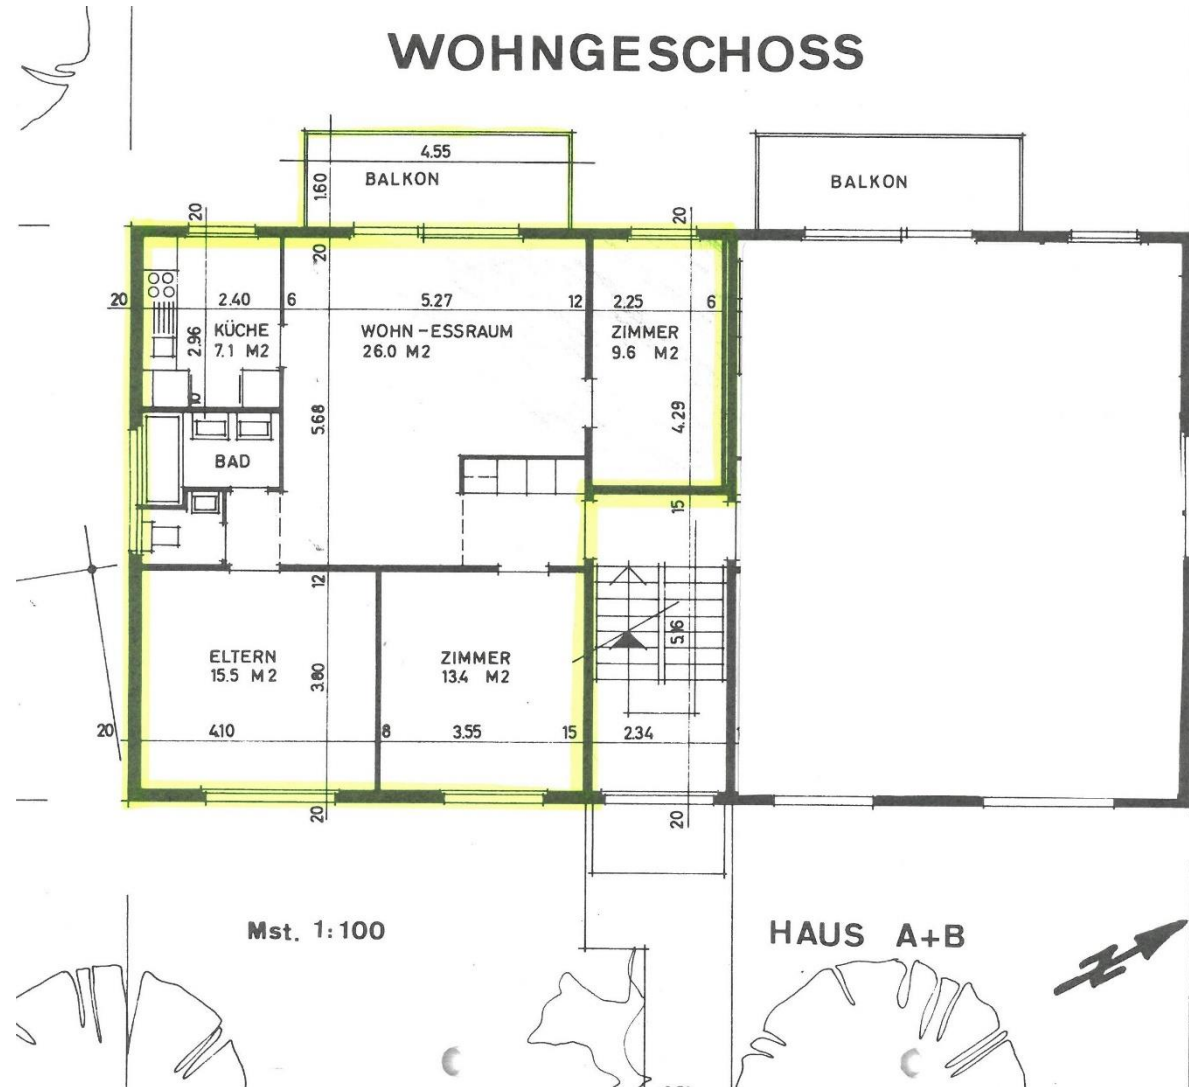 WOHNGESCHOSS
4.55
BALKON
1.60
BALKON
20
20
20
20
2.40
6
5.27
12
2.25
6
KÜCHE
7.1 M2
2.96
WOHN-ESSRAUM
26.0 M2
ZIMMER
9.6 M2
10
5.68
4.29
BAD
15
12
ELTERN
15.5 M2
3.80
ZIMMER
13.4 M2
5.16
20
4.10
8
3.55
15
2.34
20
20
Mst. 1:100
HAUS A+B